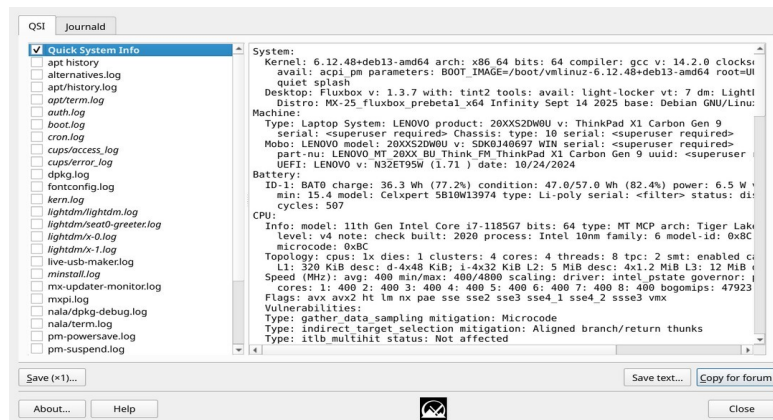 QSI
Journald
Quick System Info
apt history
alternatives.log
apt/history.log
apt/term.log
auth.log
boot.log
cron.log
cups/access_log
cups/error_log
dpkg.log
fontconfig.log
kern.log
lightdm/lightdm.log
lightdm/seat0-greeter.log
lightdm/x-0.log
lightdm/x-1.log
live-usb-maker.log
minstall.log
mx-updater-monitor.log
mxpi.log
nala/dpkg-debug.log
nala/term.log
pm-powersave.log
pm-suspend.log
System:
Kernel: 6.12.48+deb13-amd64 arch: x86_64 bits: 64 compiler: gcc v: 14.2.0 clocks
avail: acpi_pm parameters: BOOT_IMAGE=/boot/vmlinuz-6.12.48+deb13-amd64 root=U
quiet splash
Desktop: Fluxbox v: 1.3.7 with: tint2 tools: avail: light-locker vt: 7 dm: Light
Distro: MX-25_fluxbox_prebeta1_x64 Infinity Sept 14 2025 base: Debian GNU/Linu
Machine:
Type: Laptop System: LENOVO product: 20XXS2DW0U v: ThinkPad X1 Carbon Gen 9
serial: <superuser required> Chassis: type: 10 serial: <superuser required>
Mobo: LENOVO model: 20XXS2DW0U v: SDK0J40697 WIN serial: <superuser required>
part-nu: LENOVO_MT_20XX_BU_Think_FM_ThinkPad X1 Carbon Gen 9 uuid: <superuser
UEFI: LENOVO v: N32ET95W (1.71 ) date: 10/24/2024
Battery:
ID-1: BAT0 charge: 36.3 Wh (77.2%) condition: 47.0/57.0 Wh (82.4%) power: 6.5 W
min: 15.4 model: Celxpert 5B10W13974 type: Li-poly serial: <filter> status: di
cycles: 507
CPU:
Info: model: 11th Gen Intel Core i7-1185G7 bits: 64 type: MT MCP arch: Tiger Lak
level: v4 note: check built: 2020 process: Intel 10nm family: 6 model-id: 0x8C
microcode: 0xBC
Topology: cpus: 1x dies: 1 clusters: 4 cores: 4 threads: 8 tpc: 2 smt: enabled c
L1: 320 KiB desc: d-4x48 KiB; i-4x32 KiB L2: 5 MiB desc: 4x1.2 MiB L3: 12 MiB
Speed (MHz): avg: 400 min/max: 400/4800 scaling: driver: intel_pstate governor:
cores: 1: 400 2: 400 3: 400 4: 400 5: 400 6: 400 7: 400 8: 400 bogomips: 47923
Flags: avx avx2 ht lm nx pae sse sse2 sse3 sse4_1 sse4_2 ssse3 vmx
Vulnerabilities:
Type: gather_data_sampling mitigation: Microcode
Type: indirect_target_selection mitigation: Aligned branch/return thunks
Type: itlb_multihit status: Not affected
Save (×1)...
Save text...
Copy for forum
About...
Help
Close